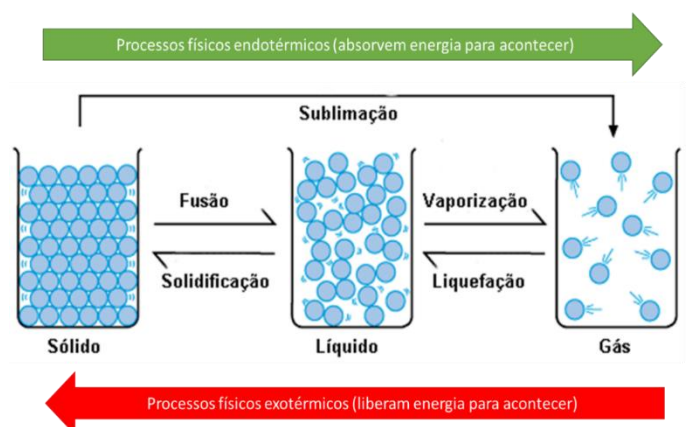 Processos físicos endotérmicos (absorvem energia para acontecer)
Sublimação
Fusão
Solidificação
Vaporização
Liquefação
Sólido
Líquido
Gás
Processos físicos exotérmicos (liberam energia para acontecer)